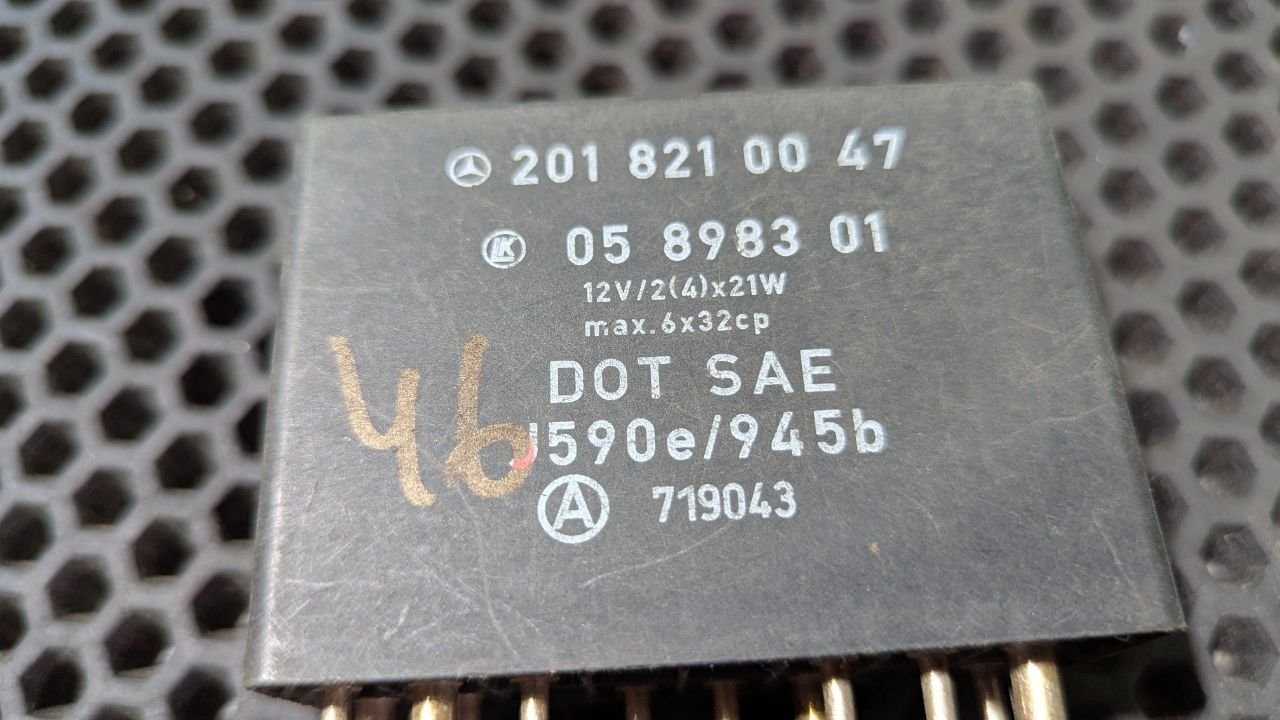 201 821 00 47
LK 05 8983 01
12V/2(4)x21W
max.6x32cp
DOT SAE
J590e/945b
A 719043
46